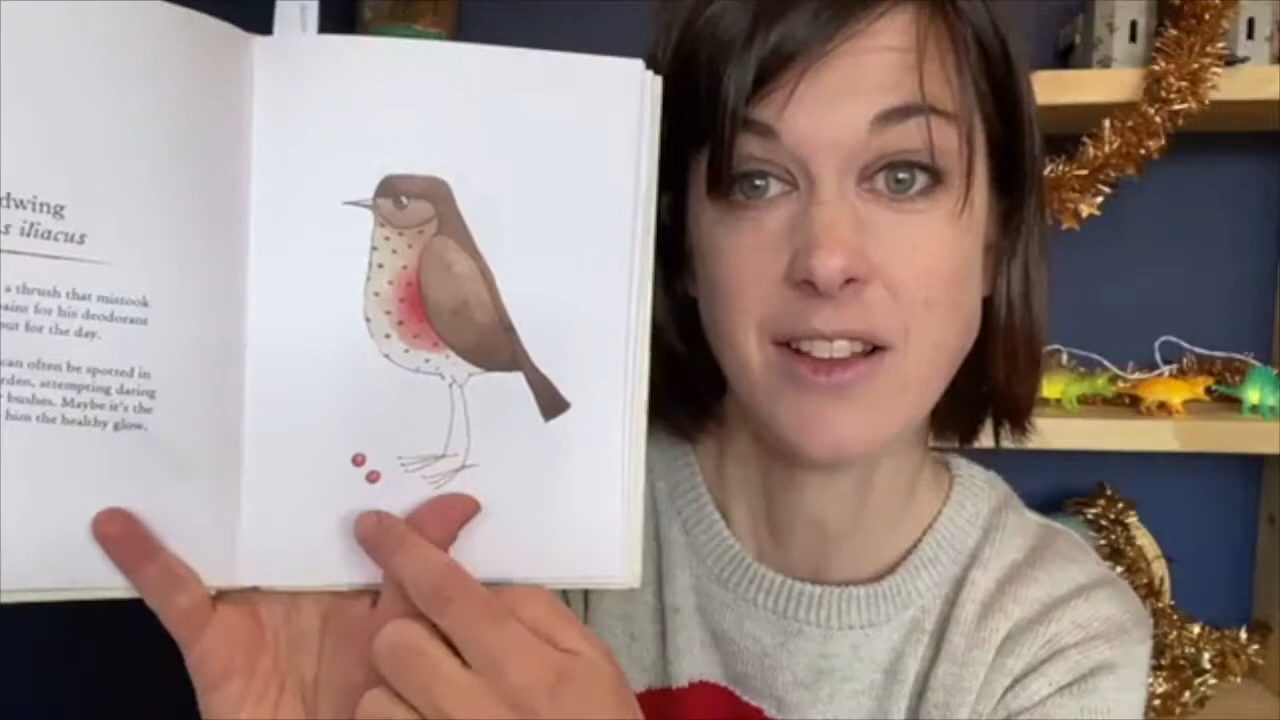 dwing
s iliacus
a thrush that mistook
paint for his deodorant
out for the day.
can often be spotted in
rden, attempting daring
bushes. Maybe it's the
him the healthy glow.